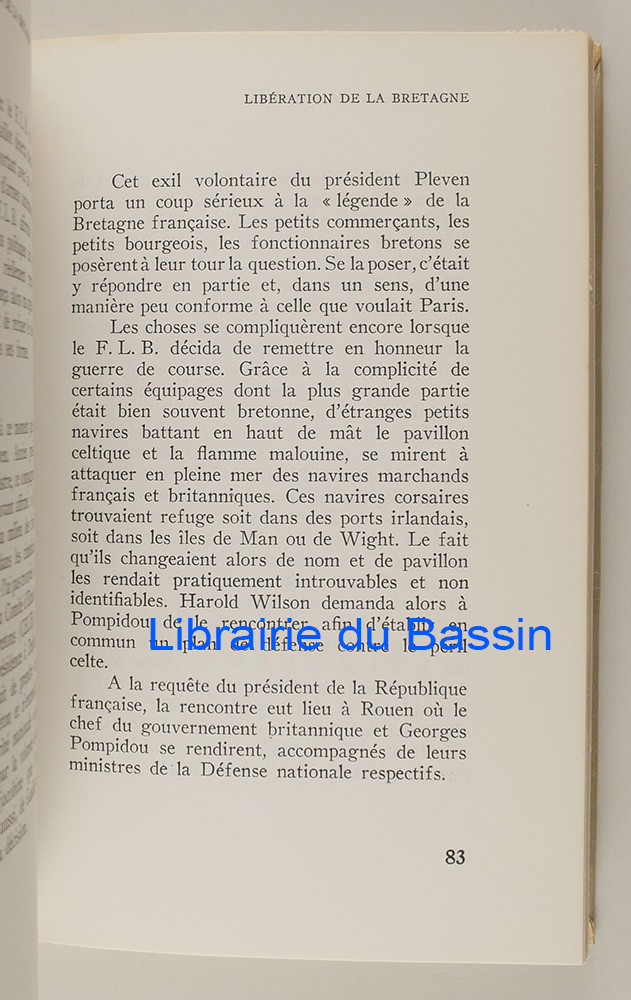 LIBÉRATION DE LA BRETAGNE
Cet exil volontaire du président Pleven
porta un coup sérieux à la « légende » de la
Bretagne française. Les petits commerçants, les
petits bourgeois, les fonctionnaires bretons se
posèrent à leur tour la question. Se la poser, c'était
y répondre en partie et, dans un sens, d'une
manière peu conforme à celle que voulait Paris.
Les choses se compliquèrent encore lorsque
le F. L. B. décida de remettre en honneur la
guerre de course. Grâce à la complicité de
certains équipages dont la plus grande partie
était bien souvent bretonne, d'étranges petits
navires battant en haut de mât le pavillon
celtique et la flamme malouine, se mirent à
attaquer en pleine mer des navires marchands
français et britanniques. Ces navires corsaires
trouvaient refuge soit dans des ports irlandais,
soit dans les îles de Man ou de Wight. Le fait
qu'ils changeaient alors de nom et de pavillon
les rendait pratiquement introuvables et non
identifiables. Harold Wilson demanda alors à
Pompidou de le rencontrer afin d'établir en
commun un plan de défense contre le péril
celte.
Librairie du Bassin
A la requête du président de la République
française, la rencontre eut lieu à Rouen où le
chef du gouvernement britannique et Georges
Pompidou se rendirent, accompagnés de leurs
ministres de la Défense nationale respectifs.
83